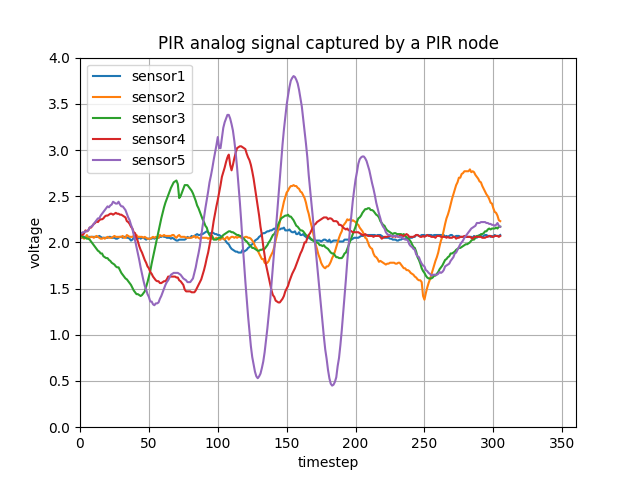 PIR analog signal captured by a PIR node
4.0
3.5
3.0
2.5
2.0
1.5
1.0
0.5
0.0
voltage
sensor1
sensor2
sensor3
sensor4
sensor5
0 50 100 150 200 250 300 350
timestep